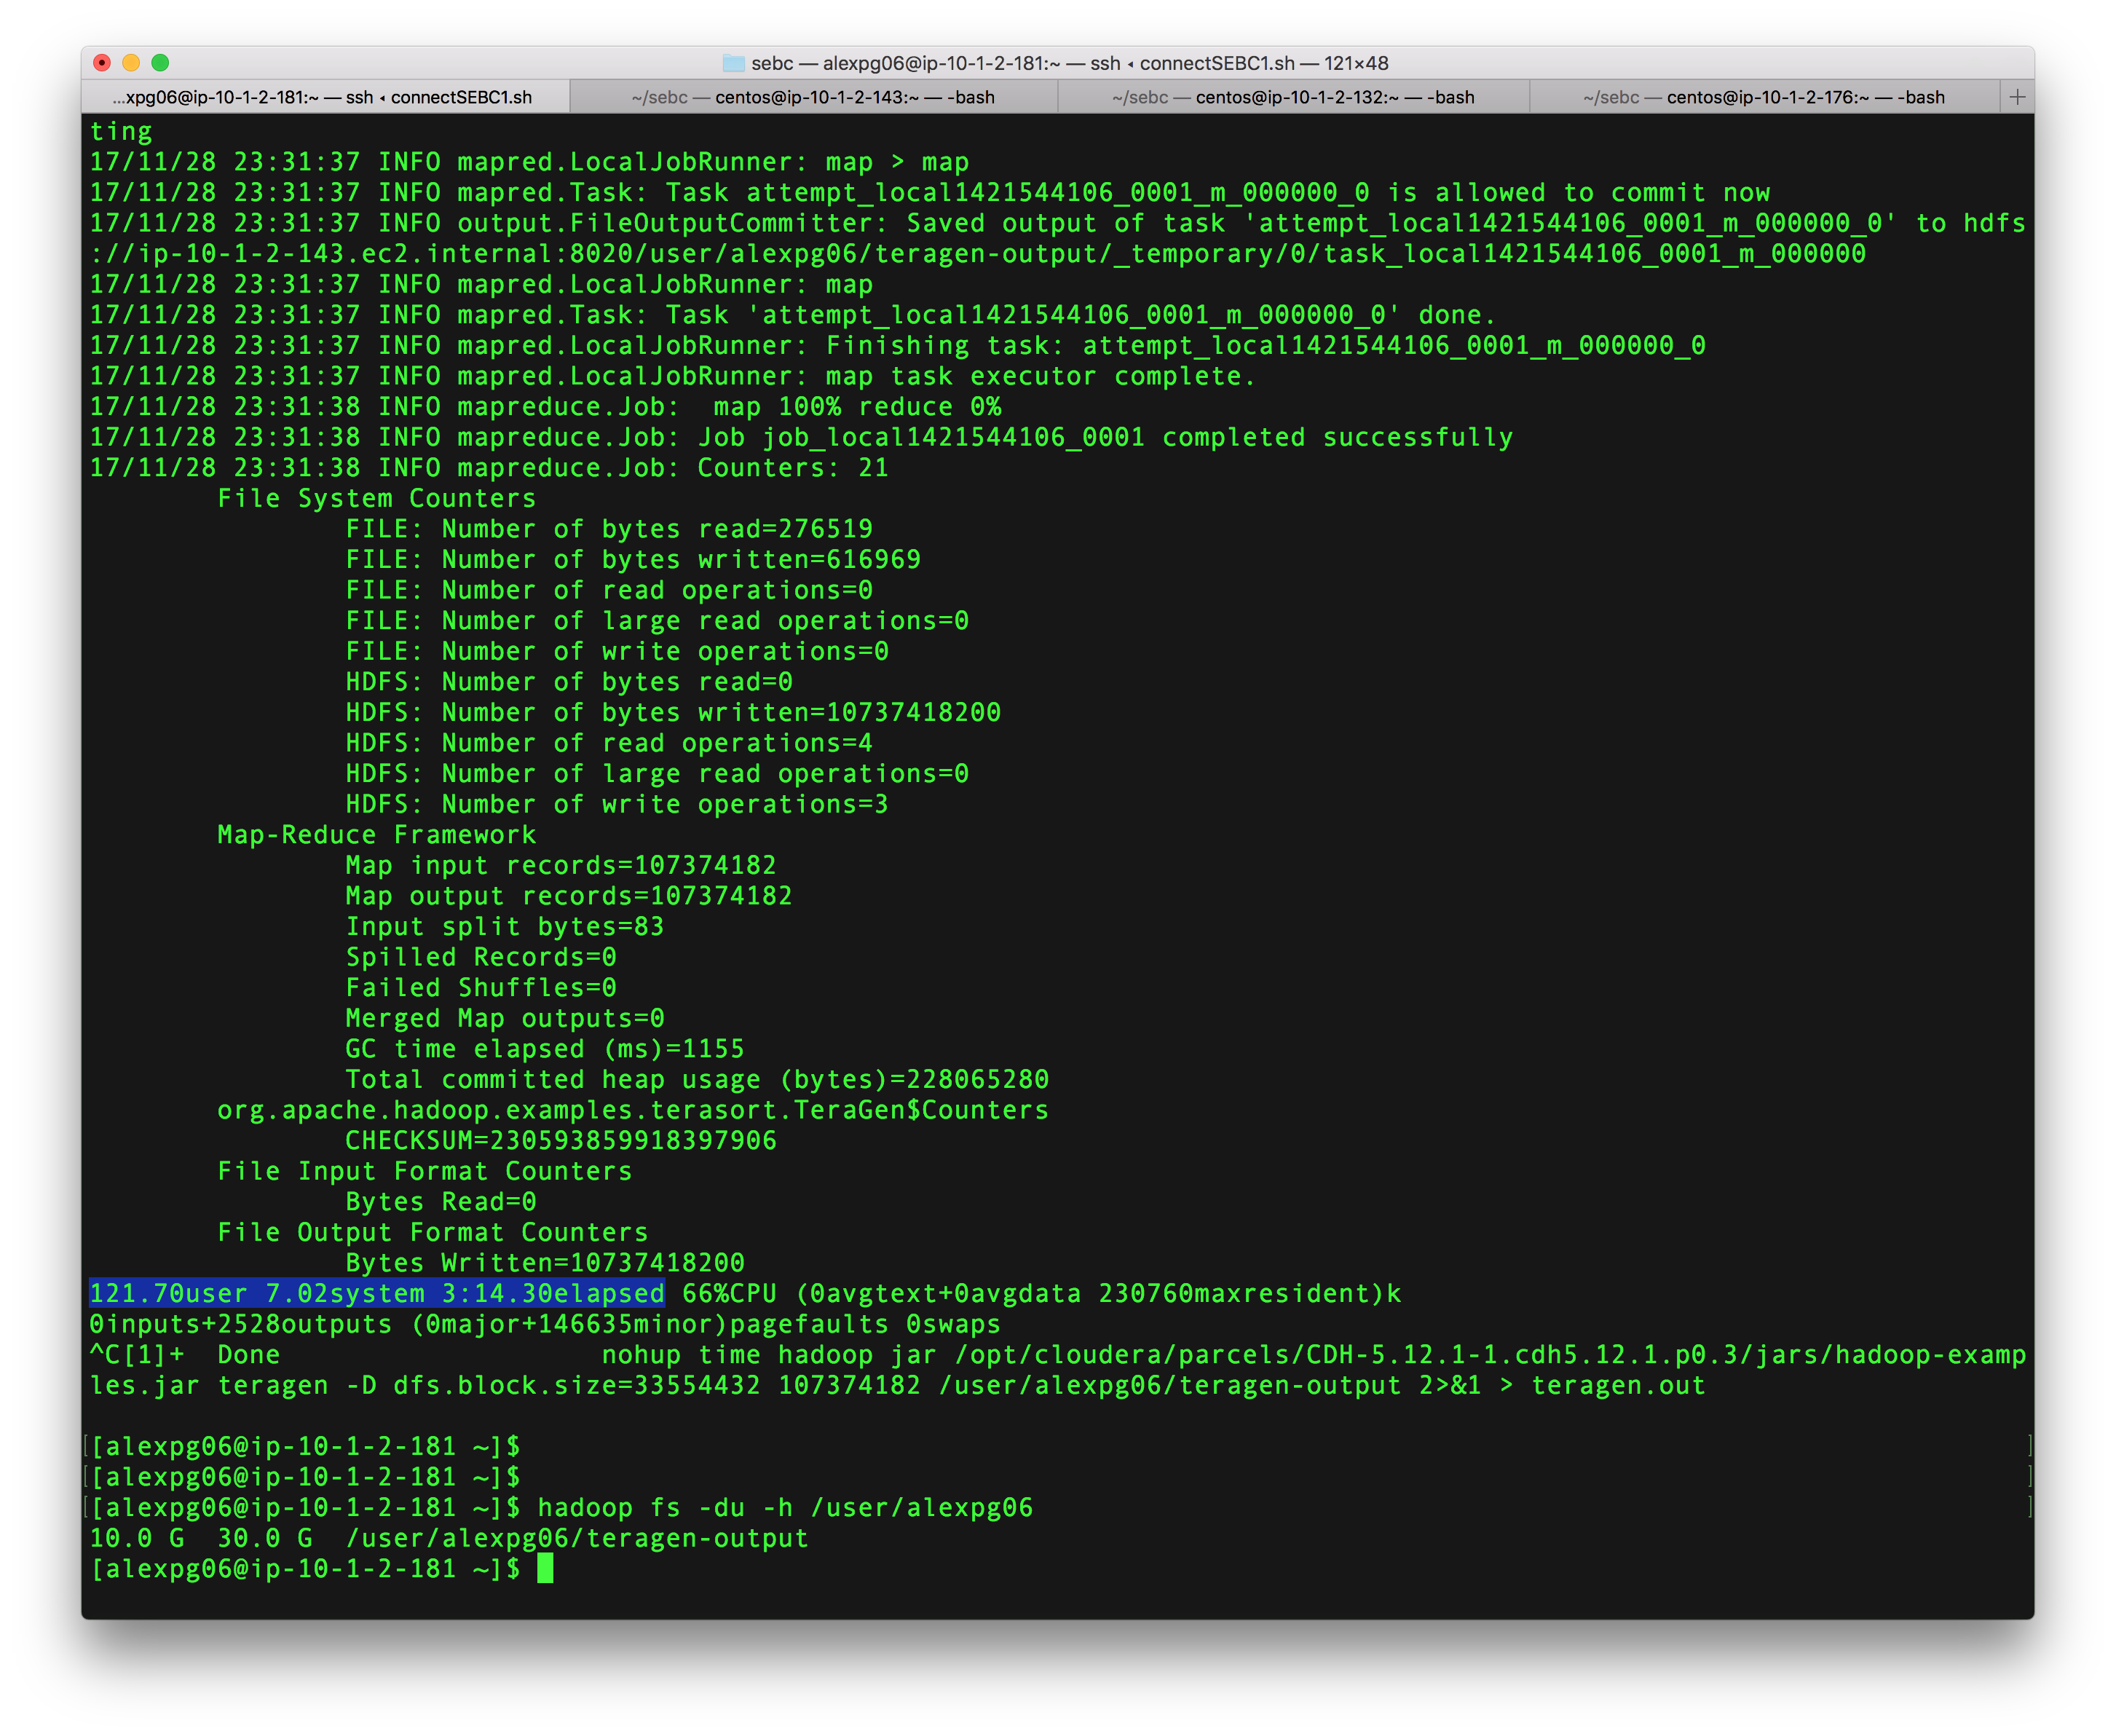 sebc — alexpg06@ip-10-1-2-181:~ — ssh ◂ connectSEBC1.sh — 121×48
...xpg06@ip-10-1-2-181:~ — ssh ◂ connectSEBC1.sh ~/sebc — centos@ip-10-1-2-143:~ — -bash ~/sebc — centos@ip-10-1-2-132:~ — -bash ~/sebc — centos@ip-10-1-2-176:~ — -bash +
ting
17/11/28 23:31:37 INFO mapred.LocalJobRunner: map > map
17/11/28 23:31:37 INFO mapred.Task: Task attempt_local1421544106_0001_m_000000_0 is allowed to commit now
17/11/28 23:31:37 INFO output.FileOutputCommitter: Saved output of task 'attempt_local1421544106_0001_m_000000_0' to hdfs
://ip-10-1-2-143.ec2.internal:8020/user/alexpg06/teragen-output/_temporary/0/task_local1421544106_0001_m_000000
17/11/28 23:31:37 INFO mapred.LocalJobRunner: map
17/11/28 23:31:37 INFO mapred.Task: Task 'attempt_local1421544106_0001_m_000000_0' done.
17/11/28 23:31:37 INFO mapred.LocalJobRunner: Finishing task: attempt_local1421544106_0001_m_000000_0
17/11/28 23:31:37 INFO mapred.LocalJobRunner: map task executor complete.
17/11/28 23:31:38 INFO mapreduce.Job:  map 100% reduce 0%
17/11/28 23:31:38 INFO mapreduce.Job: Job job_local1421544106_0001 completed successfully
17/11/28 23:31:38 INFO mapreduce.Job: Counters: 21
        File System Counters
                FILE: Number of bytes read=276519
                FILE: Number of bytes written=616969
                FILE: Number of read operations=0
                FILE: Number of large read operations=0
                FILE: Number of write operations=0
                HDFS: Number of bytes read=0
                HDFS: Number of bytes written=10737418200
                HDFS: Number of read operations=4
                HDFS: Number of large read operations=0
                HDFS: Number of write operations=3
        Map-Reduce Framework
                Map input records=107374182
                Map output records=107374182
                Input split bytes=83
                Spilled Records=0
                Failed Shuffles=0
                Merged Map outputs=0
                GC time elapsed (ms)=1155
                Total committed heap usage (bytes)=228065280
        org.apache.hadoop.examples.terasort.TeraGen$Counters
                CHECKSUM=230593859918397906
        File Input Format Counters
                Bytes Read=0
        File Output Format Counters
                Bytes Written=10737418200
121.70user 7.02system 3:14.30elapsed 66%CPU (0avgtext+0avgdata 230760maxresident)k
0inputs+2528outputs (0major+146635minor)pagefaults 0swaps
^C[1]+  Done                    nohup time hadoop jar /opt/cloudera/parcels/CDH-5.12.1-1.cdh5.12.1.p0.3/jars/hadoop-examp
les.jar teragen -D dfs.block.size=33554432 107374182 /user/alexpg06/teragen-output 2>&1 > teragen.out
[[alexpg06@ip-10-1-2-181 ~]$ ]
[[alexpg06@ip-10-1-2-181 ~]$ ]
[[alexpg06@ip-10-1-2-181 ~]$ hadoop fs -du -h /user/alexpg06 ]
10.0 G  30.0 G  /user/alexpg06/teragen-output
[alexpg06@ip-10-1-2-181 ~]$